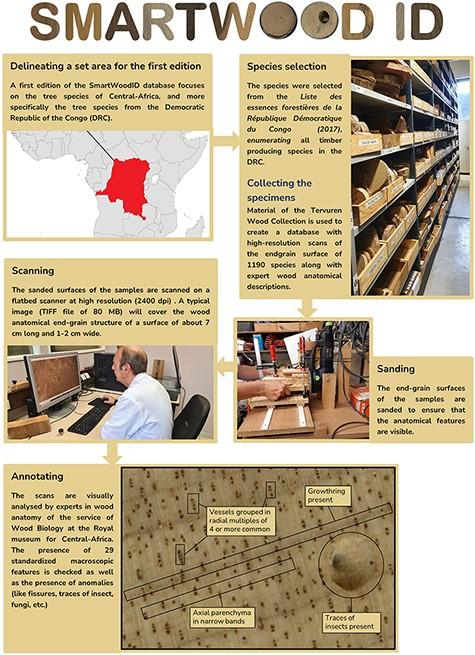 SMARTWOOD ID
Delineating a set area for the first edition
A first edition of the SmartWoodID database focuses
on the tree species of Central-Africa, and more
specifically the tree species from the Democratic
Republic of the Congo (DRC).
Species selection
The species were selected
from the Liste des
essences forestières de la
République Démocratique
du Congo (2017),
enumerating all timber
producing species in the
DRC.
Collecting the
specimens
Material of the Tervuren
Wood Collection is used to
create a database with
high-resolution scans of the
endgrain surface of
1190 species along with
expert wood anatomical
descriptions.
Scanning
The sanded surfaces of the samples are scanned on a
flatbed scanner at high resolution (2400 dpi) . A typical
image (TIFF file of 80 MB) will cover the wood
anatomical end-grain structure of a surface of about 7
cm long and 1-2 cm wide.
Sanding
The end-grain surfaces
of the samples are
sanded to ensure that
the anatomical features
are visible.
Annotating
The scans are visually
analysed by experts in wood
anatomy of the service of
Wood Biology at the Royal
museum for Central-Africa.
The presence of 29
standardized macroscopic
features is checked as well
as the presence of anomalies
(like fissures, traces of insect,
fungi, etc.)
Vessels grouped in
radial multiples of
4 or more common
Growthring
present
Axial parenchyma
in narrow bands
Traces of
insects present